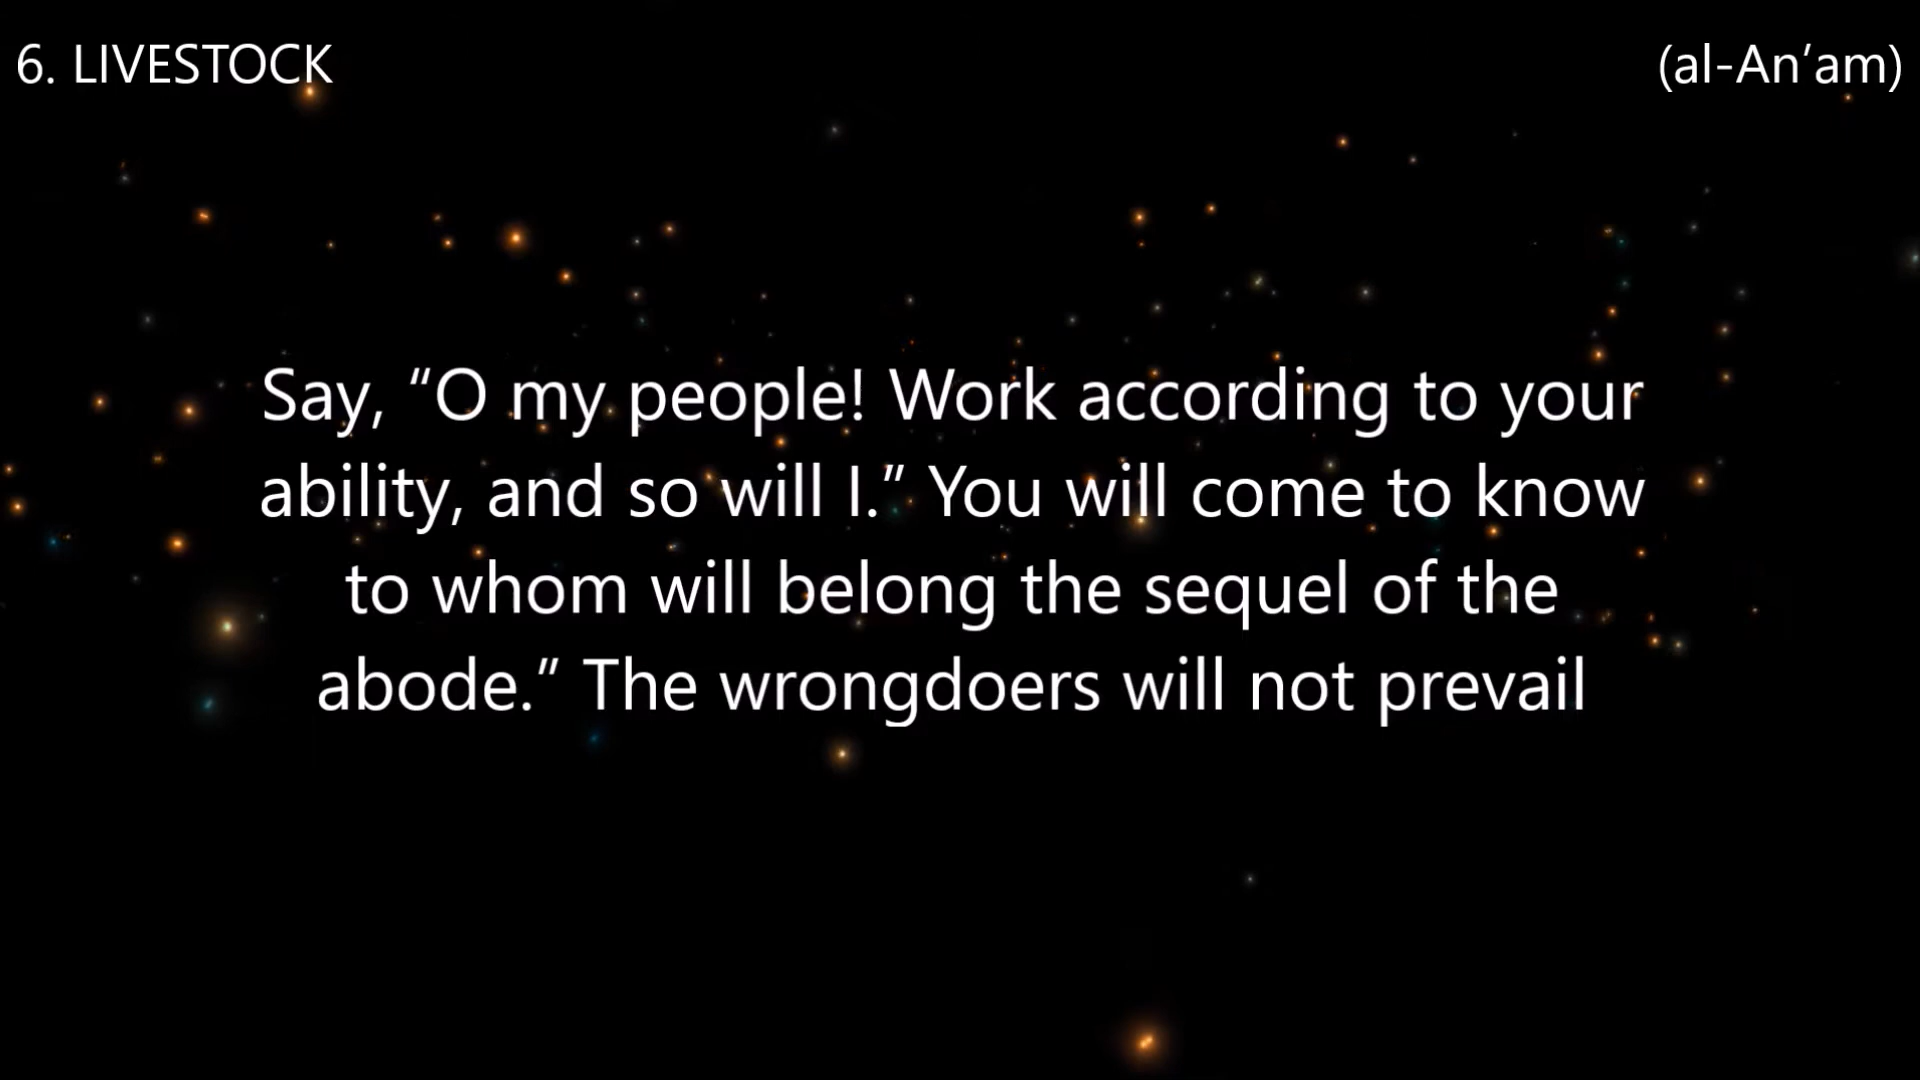 6. LIVESTOCK
(al-An’am)
Say, “O my people! Work according to your
ability, and so will I.” You will come to know
to whom will belong the sequel of the
abode.” The wrongdoers will not prevail